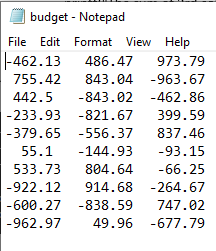 budget - Notepad
File Edit Format View Help
-462.13 486.47 973.79
755.42 843.04 -963.67
442.5 -843.02 -462.86
-233.93 -821.67 399.59
-379.65 -556.37 837.46
55.1 -144.93 -93.15
533.73 804.64 -66.25
-922.12 914.68 -264.67
-600.27 -838.59 747.02
-962.97 49.96 -677.79